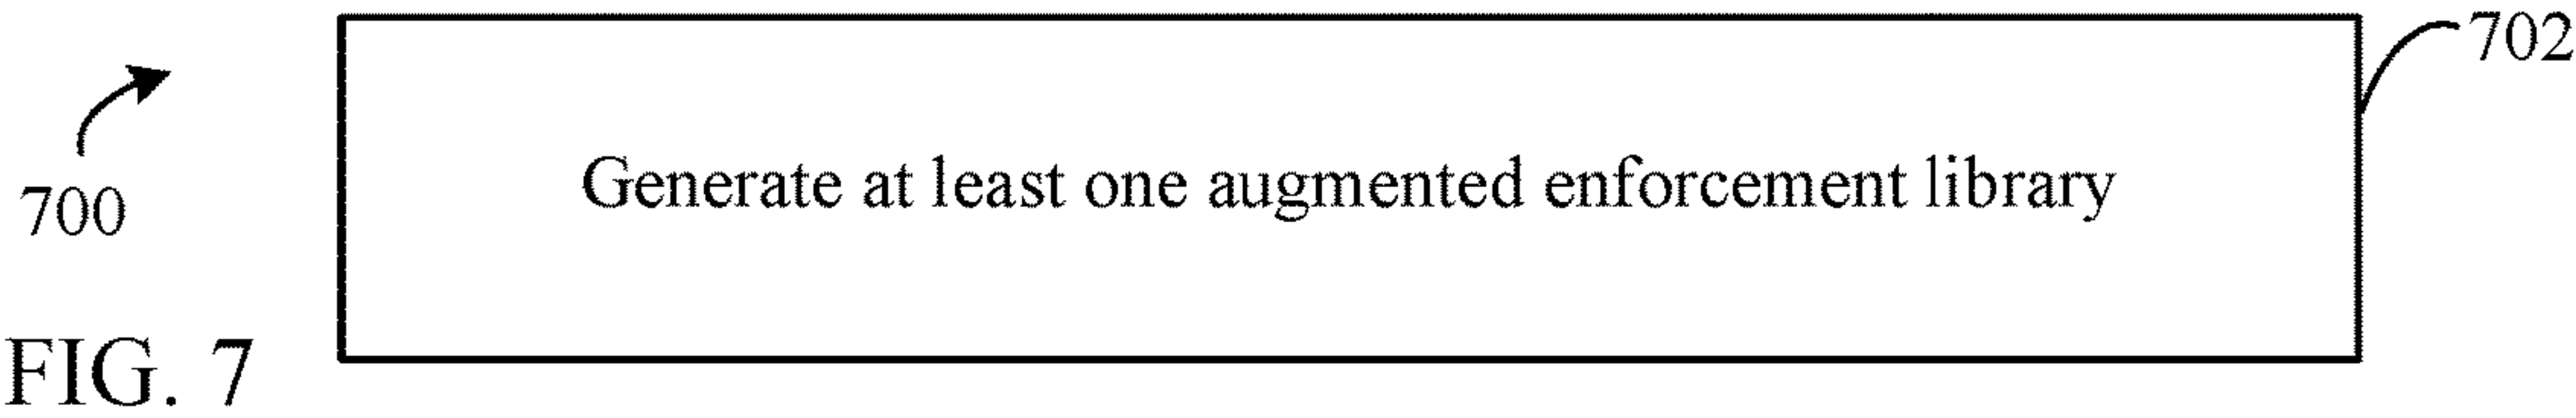 702
Generate at least one augmented enforcement library
700
FIG. 7